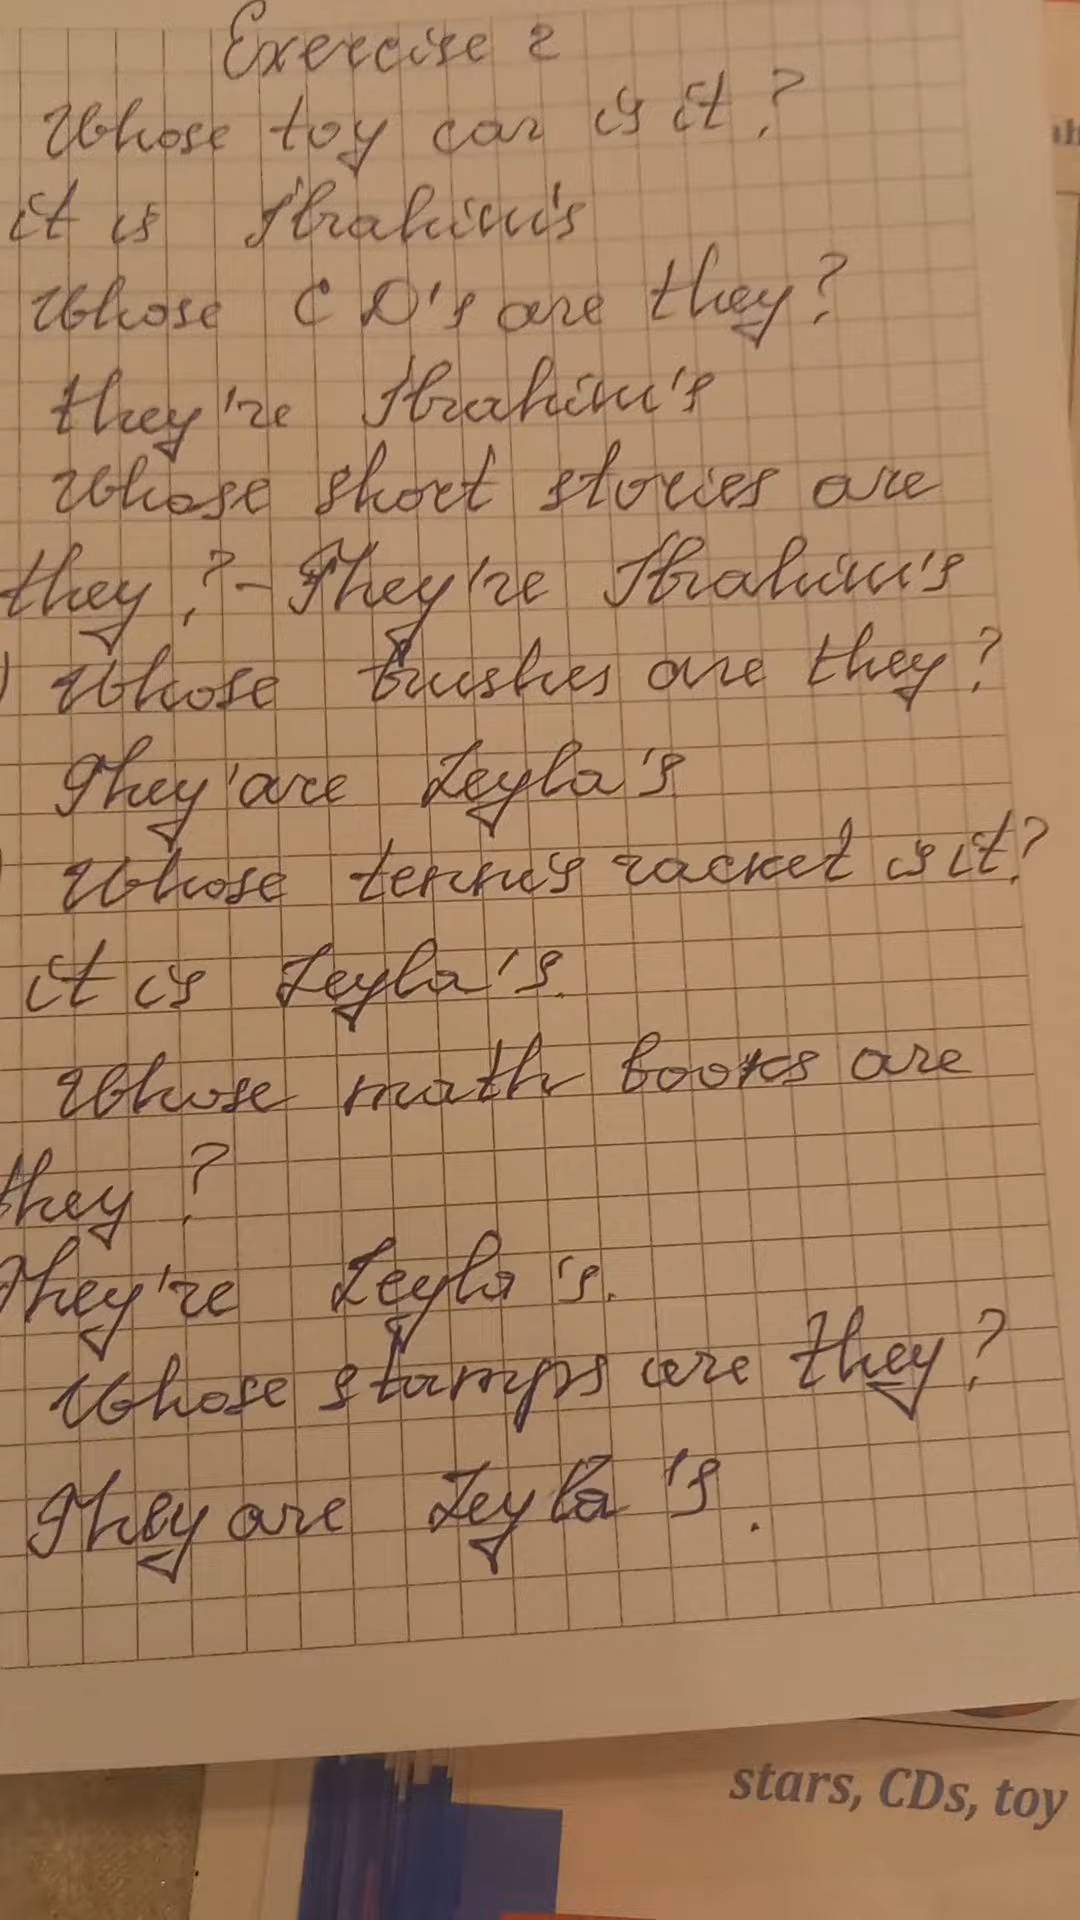 Exercise 2
Whose toy car is it?
it is Ibrahim's
Whose CD's are they?
they're Ibrahim's
Whose short stories are
they? - They're Ibrahim's
) Whose brushes are they?
They'are Leyla's
) Whose tennis racket is it?
it is Leyla's.
Whose math books are
they?
They're Leyla's.
Whose stamps are they?
They are Leyla's.
stars, CDs, toy